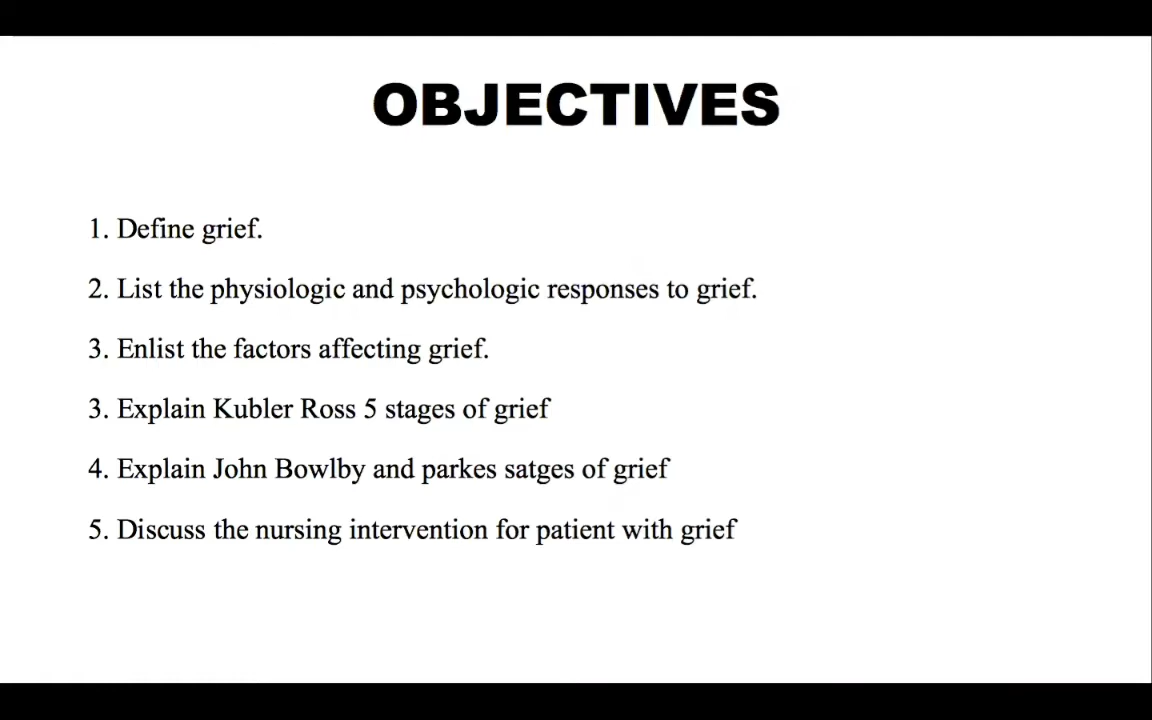 OBJECTIVES
1. Define grief.
2. List the physiologic and psychologic responses to grief.
3. Enlist the factors affecting grief.
3. Explain Kubler Ross 5 stages of grief
4. Explain John Bowlby and parkes satges of grief
5. Discuss the nursing intervention for patient with grief